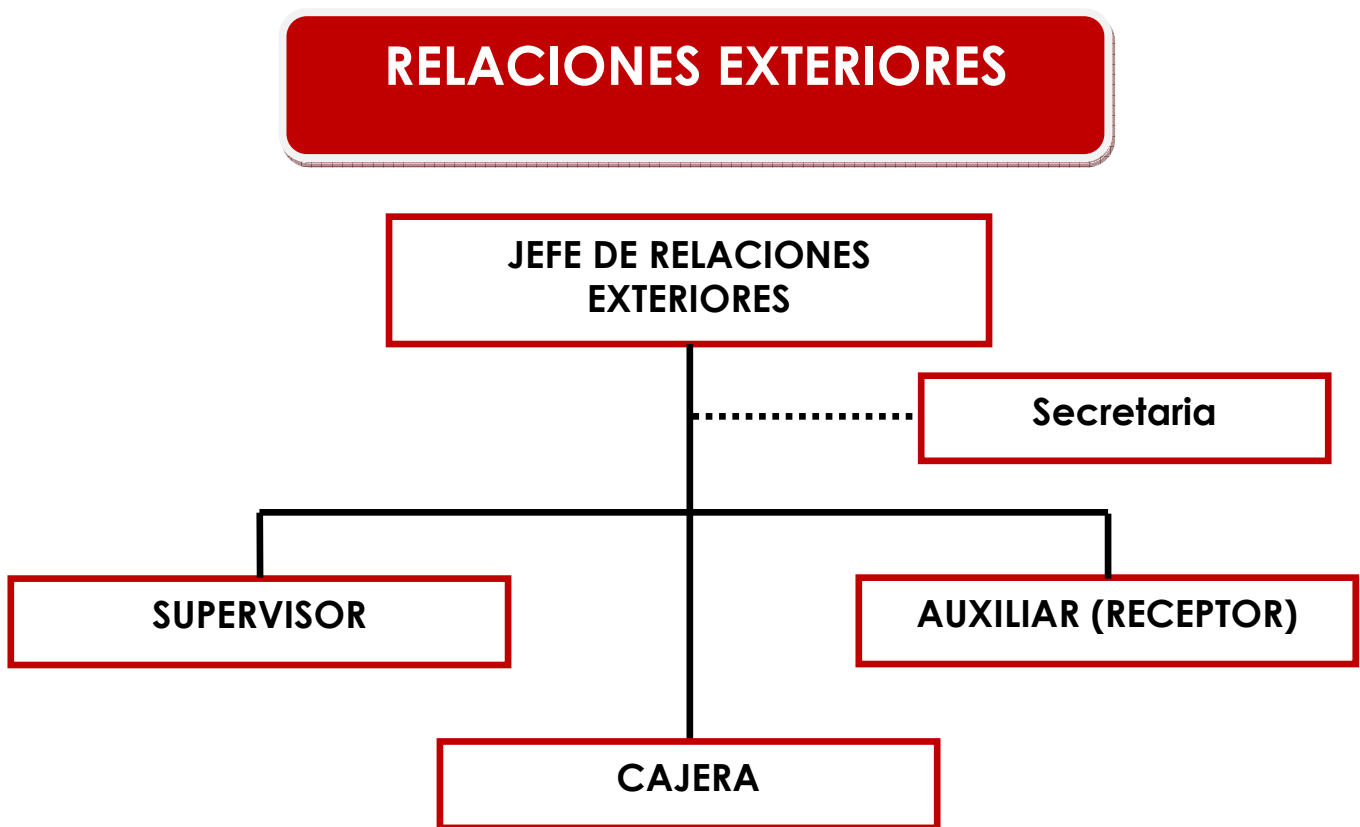 RELACIONES EXTERIORES
JEFE DE RELACIONES
EXTERIORES
Secretaria
SUPERVISOR
AUXILIAR (RECEPTOR)
CAJERA